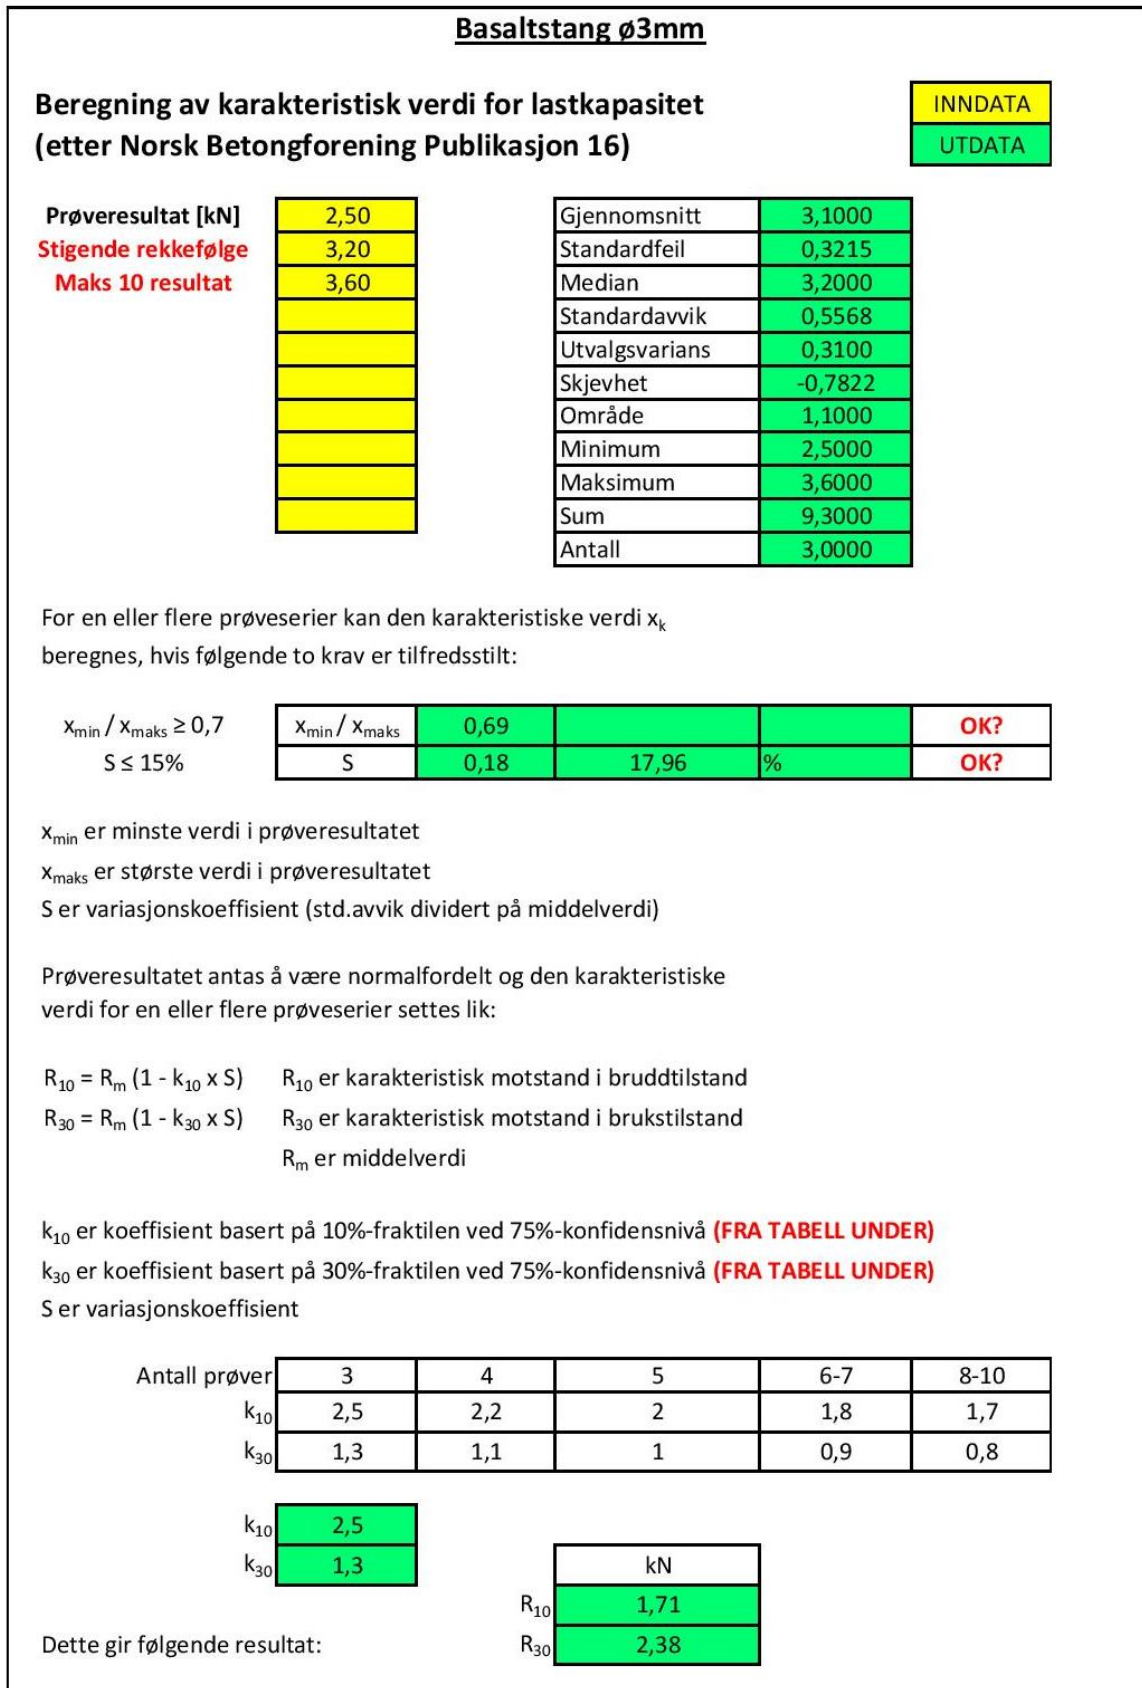 Basaltstang ø3mm
Beregning av karakteristisk verdi for lastkapasitet
(etter Norsk Betongforening Publikasjon 16)
INNDATA
UTDATA
Prøveresultat [kN] 2,50
Stigende rekkefølge 3,20
Maks 10 resultat 3,60
Gjennomsnitt 3,1000
Standardfeil 0,3215
Median 3,2000
Standardavvik 0,5568
Utvalgsvarians 0,3100
Skjevhet -0,7822
Område 1,1000
Minimum 2,5000
Maksimum 3,6000
Sum 9,3000
Antall 3,0000
For en eller flere prøveserier kan den karakteristiske verdi xk
beregnes, hvis følgende to krav er tilfredsstilt:
xmin / xmaks ≥ 0,7 xmin / xmaks 0,69 OK?
S ≤ 15% S 0,18 17,96 % OK?
xmin er minste verdi i prøveresultatet
xmaks er største verdi i prøveresultatet
S er variasjonskoeffisient (std.avvik dividert på middelverdi)
Prøveresultatet antas å være normalfordelt og den karakteristiske
verdi for en eller flere prøveserier settes lik:
R10 = Rm (1 - k10 x S) R10 er karakteristisk motstand i bruddtilstand
R30 = Rm (1 - k30 x S) R30 er karakteristisk motstand i brukstilstand
Rm er middelverdi
k10 er koeffisient basert på 10%-fraktilen ved 75%-konfidensnivå (FRA TABELL UNDER)
k30 er koeffisient basert på 30%-fraktilen ved 75%-konfidensnivå (FRA TABELL UNDER)
S er variasjonskoeffisient
Antall prøver 3 4 5 6-7 8-10
k10 2,5 2,2 2 1,8 1,7
k30 1,3 1,1 1 0,9 0,8
k10 2,5
k30 1,3
kN
R10 1,71
Dette gir følgende resultat: R30 2,38